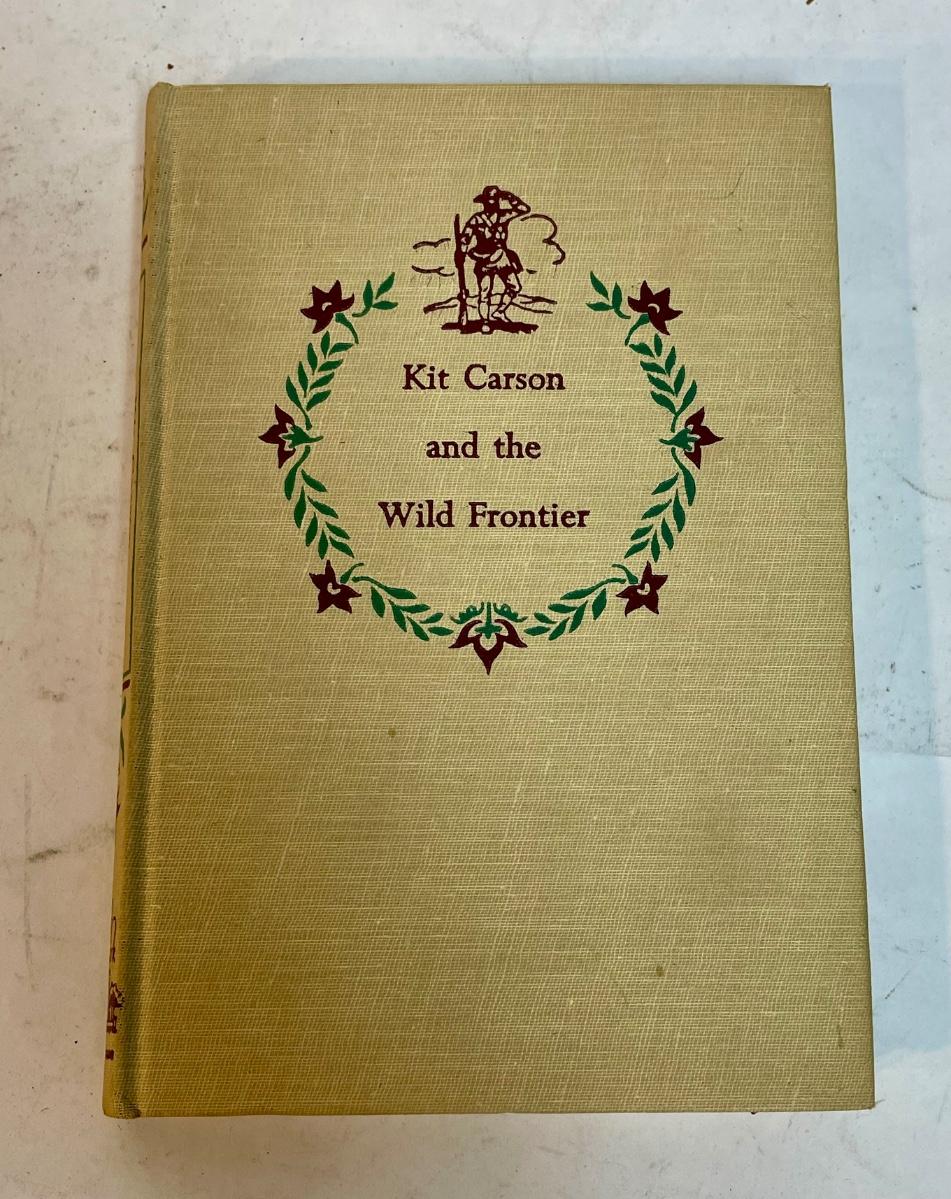 Kit Carson
and the
Wild Frontier